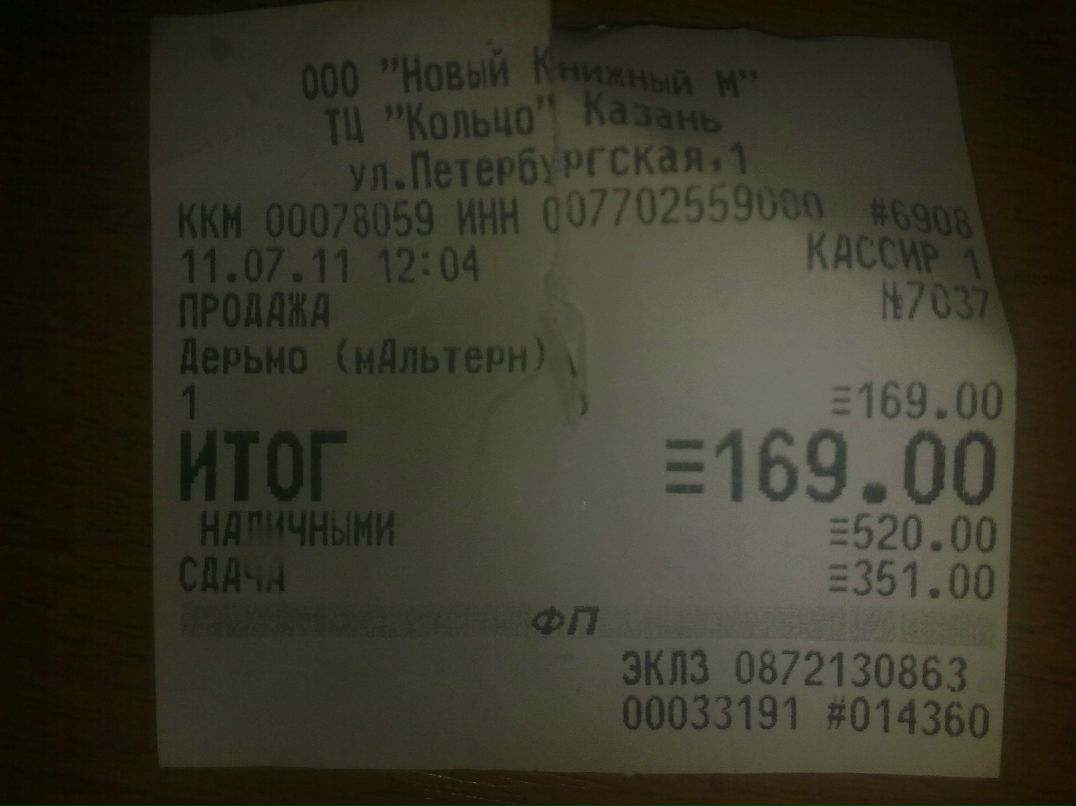 ООО "Новый Книжный М"
ТЦ "Кольцо" Казань
ул.Петербургская,1
ККМ 00078059 ИНН 007702559000 #6908
11.07.11 12:04 КАССИР 1
ПРОДАЖА №7037
Дерьмо (мАльтерн)
1 ≡169.00
ИТОГ ≡169.00
НАЛИЧНЫМИ ≡520.00
СДАЧА ≡351.00
ФП
ЭКЛЗ 0872130863
00033191 #014360